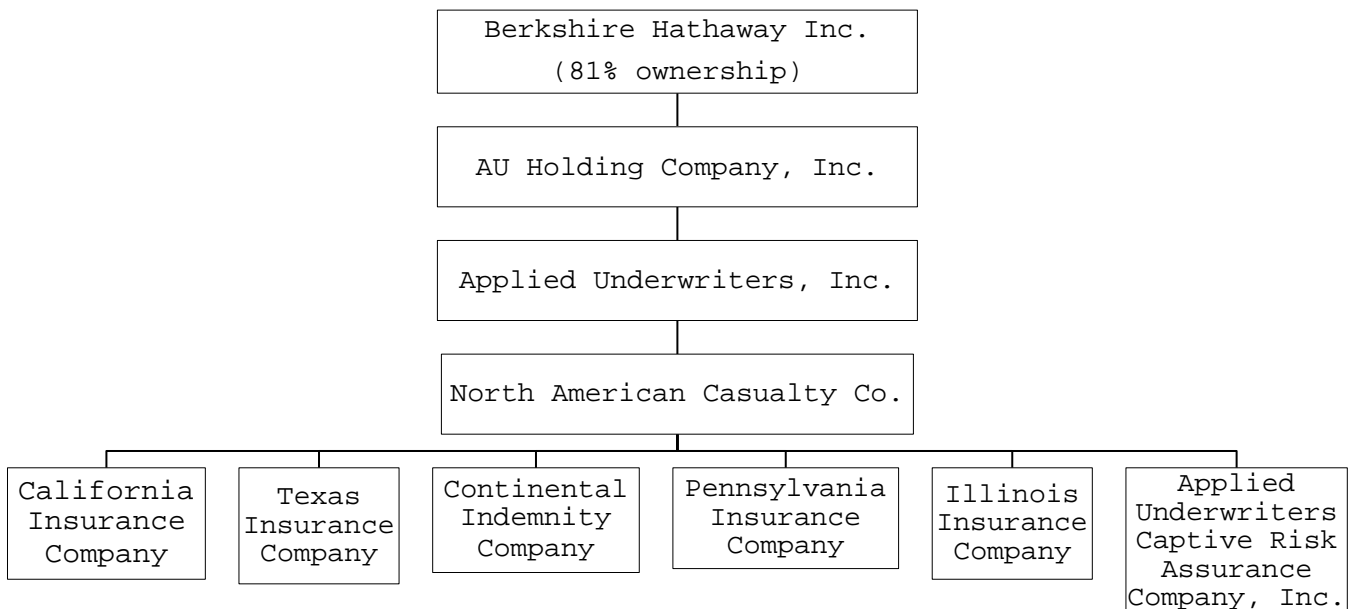 Berkshire Hathaway Inc.
(81% ownership)
AU Holding Company, Inc.
Applied Underwriters, Inc.
North American Casualty Co.
California
Insurance
Company
Texas
Insurance
Company
Continental
Indemnity
Company
Pennsylvania
Insurance
Company
Illinois
Insurance
Company
Applied
Underwriters
Captive Risk
Assurance
Company, Inc.